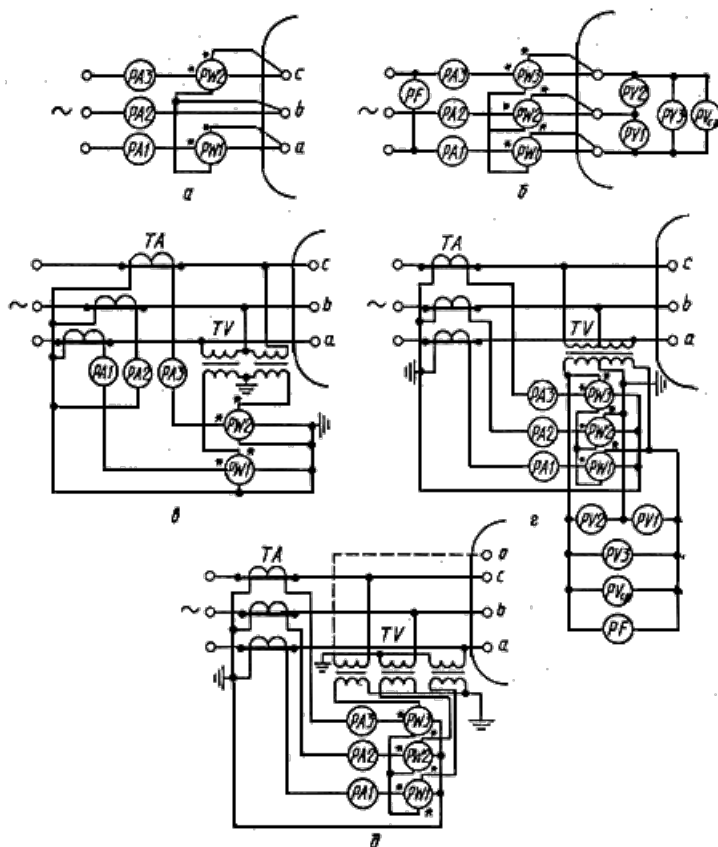 PA3 PW2 c
~ PA2 b
PA1 PW1 a
а
PF PA3 PW3 PV2 PV3 PVср
~ PA2 PW2 PV1
PA1 PW1
б
TA c
~ b
TV a
PA1 PA2 PA3
PW2
PW1
в
TA c
~ b
TV a
PA3 PW3
PA2 PW2
PA1 PW1
PV2 PV1
PV3
PVср
PF
г
TA o
c
~ b
TV a
PA3 PW3
PA2 PW2
PA1 PW1
д